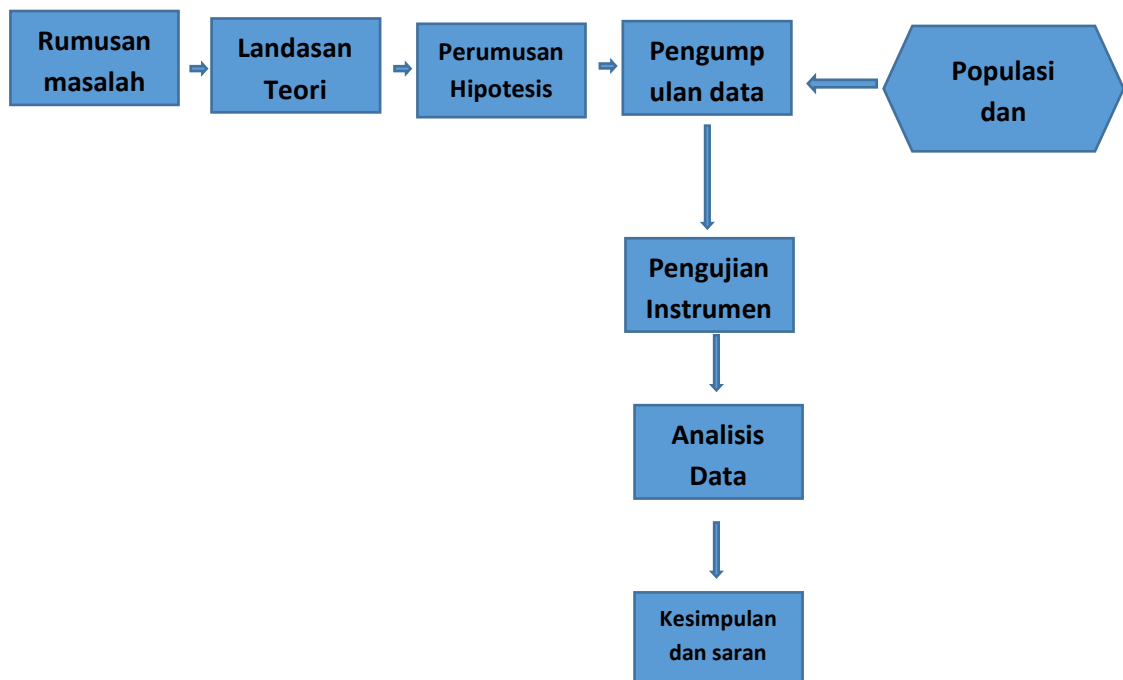 Rumusan
masalah
Landasan
Teori
Perumusan
Hipotesis
Pengump
ulan data
Populasi
dan
Pengujian
Instrumen
Analisis
Data
Kesimpulan
dan saran